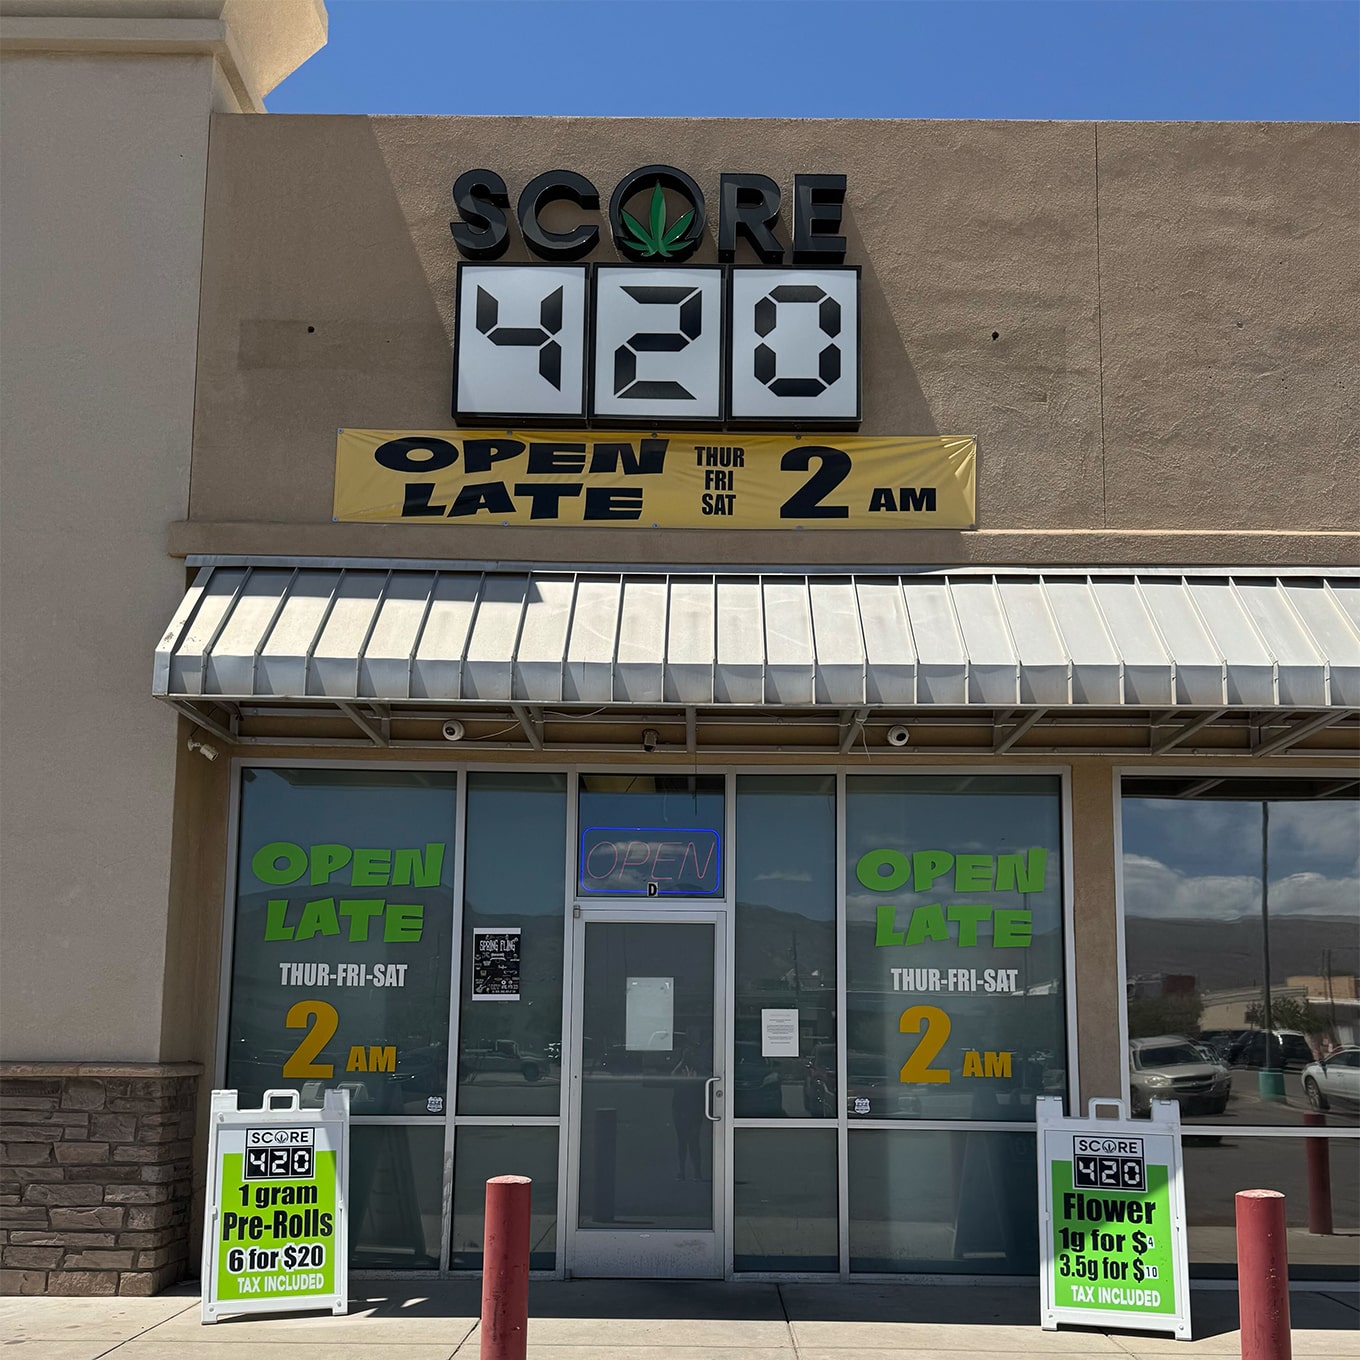 SCORE
420
OPEN
LATE
THUR
FRI
SAT
2 AM
OPEN
LATE
THUR-FRI-SAT
2 AM
SPRING FLING
OPEN
D
OPEN
LATE
THUR-FRI-SAT
2 AM
SCORE
420
1 gram
Pre-Rolls
6 for $20
TAX INCLUDED
SCORE
420
Flower
1g for $4
3.5g for $10
TAX INCLUDED